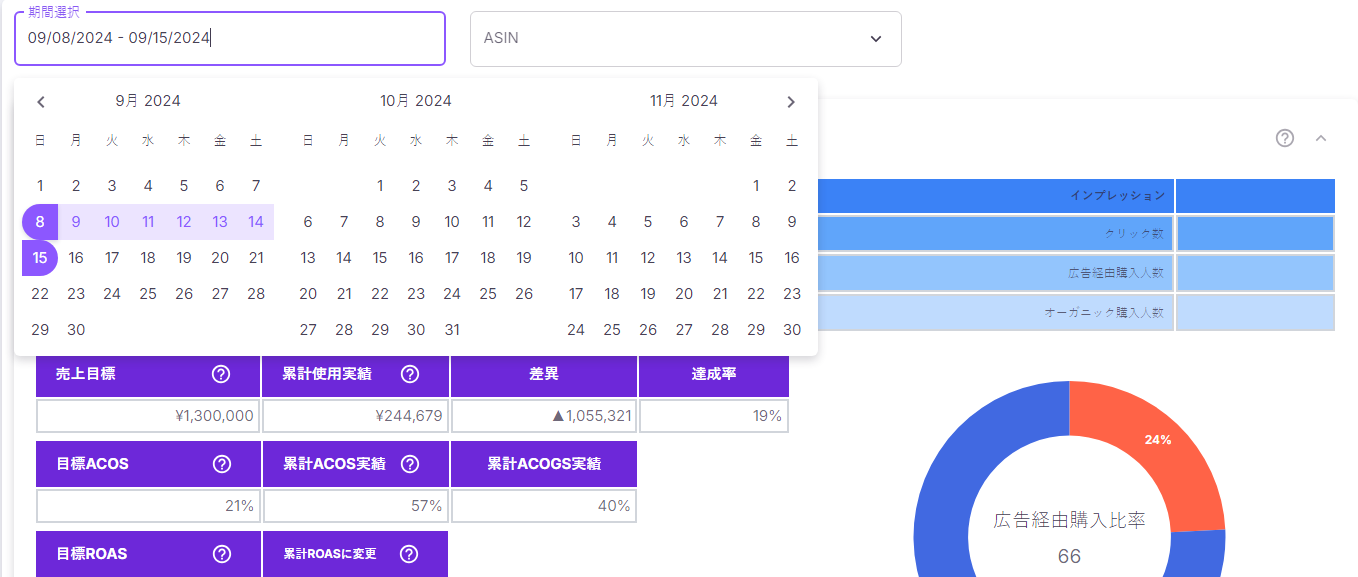 期間選択
09/08/2024 - 09/15/2024
ASIN
9月 2024
日 月 火 水 木 金 土
1 2 3 4 5 6 7
8 9 10 11 12 13 14
15 16 17 18 19 20 21
22 23 24 25 26 27 28
29 30
10月 2024
日 月 火 水 木 金 土
1 2 3 4 5
6 7 8 9 10 11 12
13 14 15 16 17 18 19
20 21 22 23 24 25 26
27 28 29 30 31
11月 2024
日 月 火 水 木 金 土
1 2
3 4 5 6 7 8 9
10 11 12 13 14 15 16
17 18 19 20 21 22 23
24 25 26 27 28 29 30
インプレッション
クリック数
広告経由購入人数
オーガニック購入人数
売上目標 累計使用実績 差異 達成率
¥1,300,000 ¥244,679 ▲1,055,321 19%
目標ACOS 累計ACOS実績 累計ACOGS実績
21% 57% 40%
目標ROAS 累計ROASに変更
24%
広告経由購入比率
66